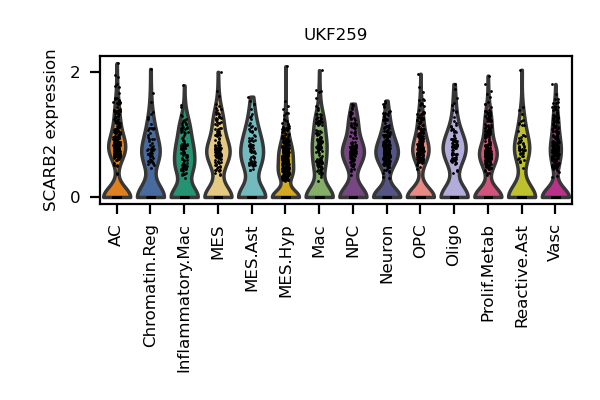 UKF259
SCARB2 expression
2
0
AC
Chromatin.Reg
Inflammatory.Mac
MES
MES.Ast
MES.Hyp
Mac
NPC
Neuron
OPC
Oligo
Prolif.Metab
Reactive.Ast
Vasc